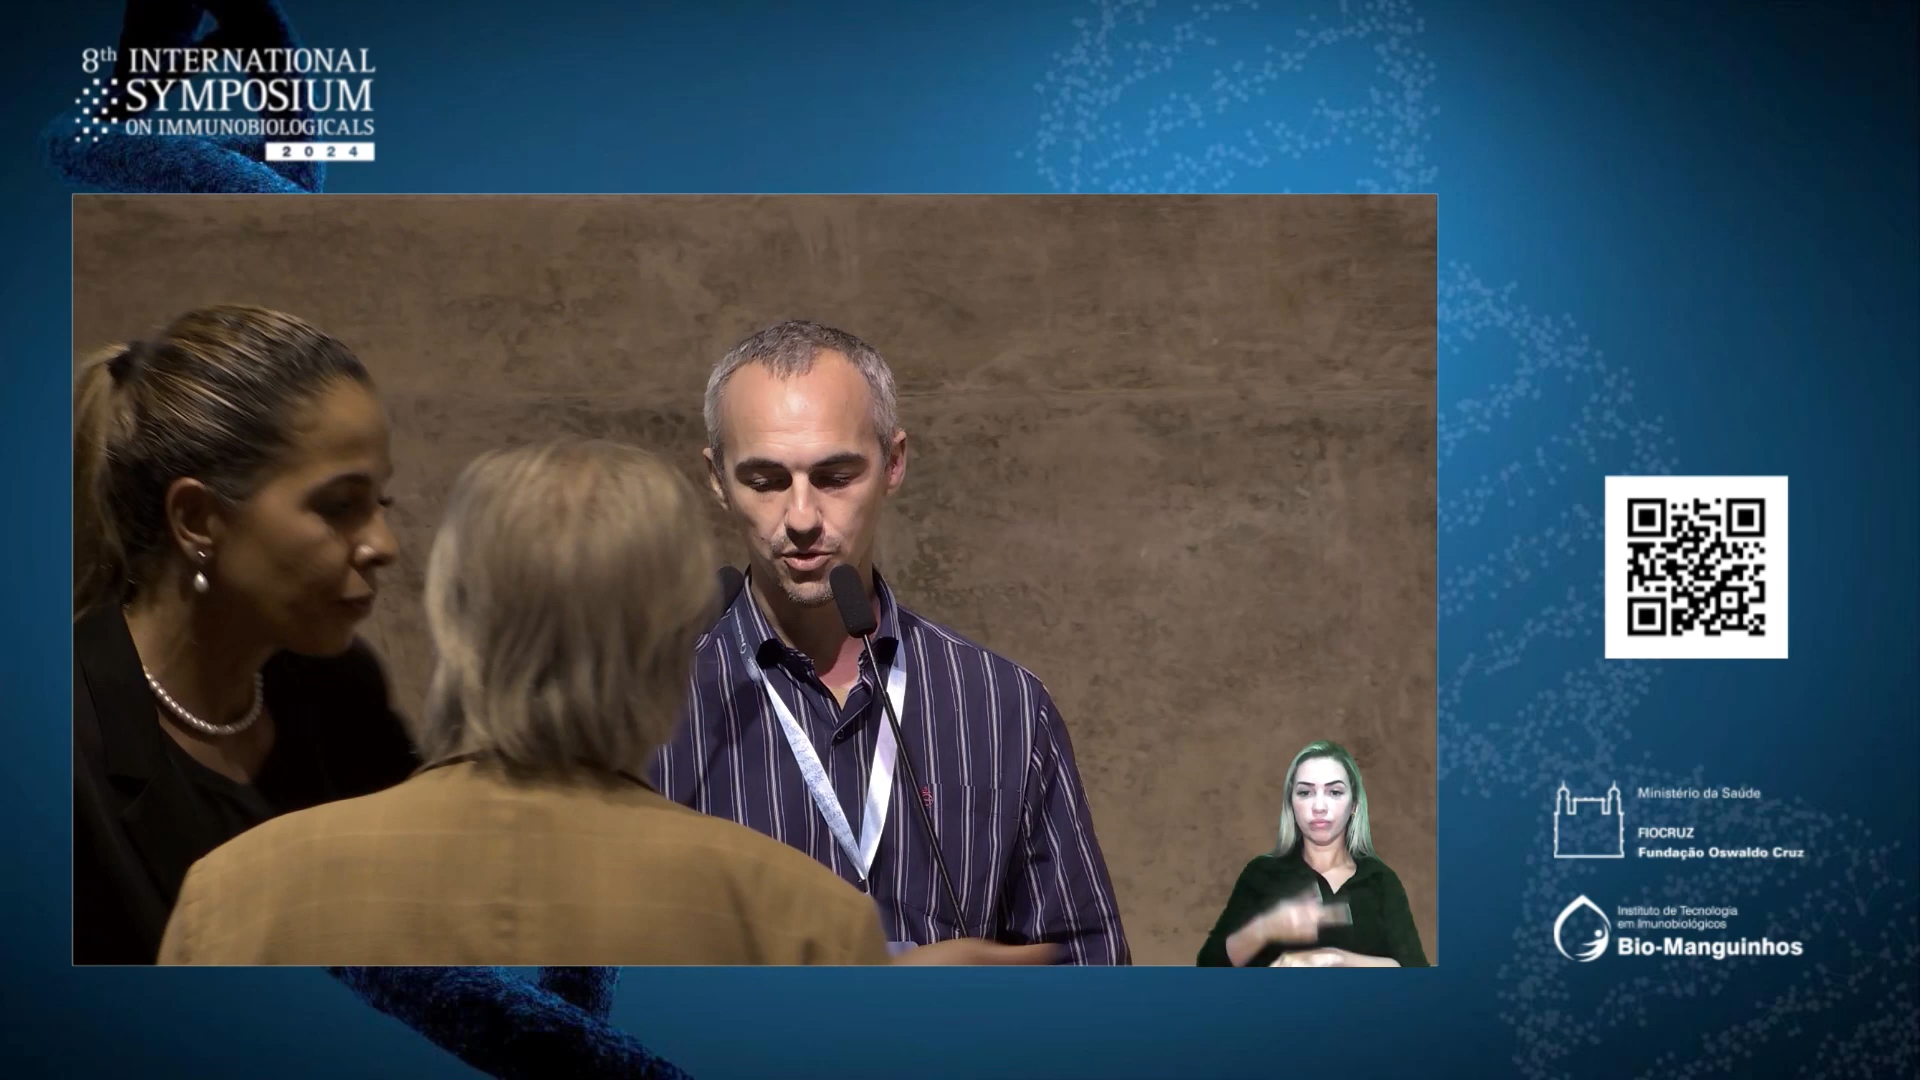 8th INTERNATIONAL
SYMPOSIUM
ON IMMUNOBIOLOGICALS
2024
Ministério da Saúde
FIOCRUZ
Fundação Oswaldo Cruz
Instituto de Tecnologia
em Imunobiológicos
Bio-Manguinhos